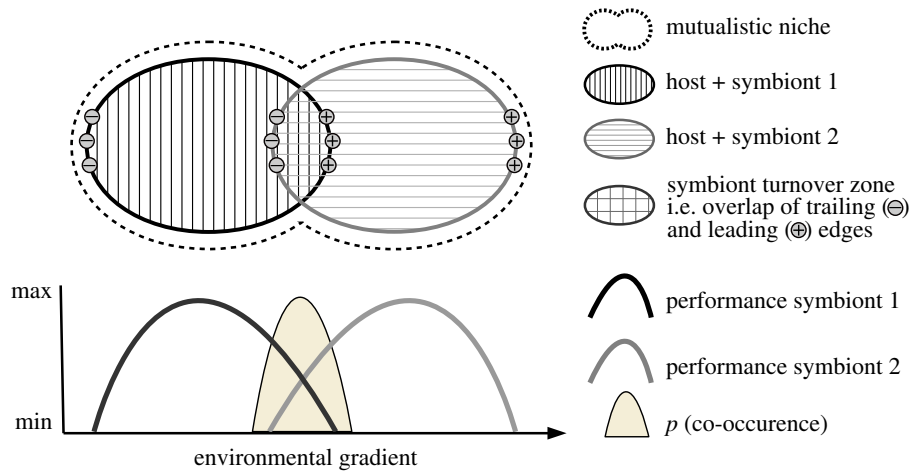 mutualistic niche
host + symbiont 1
host + symbiont 2
symbiont turnover zone
i.e. overlap of trailing (⊖)
and leading (⊕) edges
max
min
environmental gradient
performance symbiont 1
performance symbiont 2
p (co-occurence)